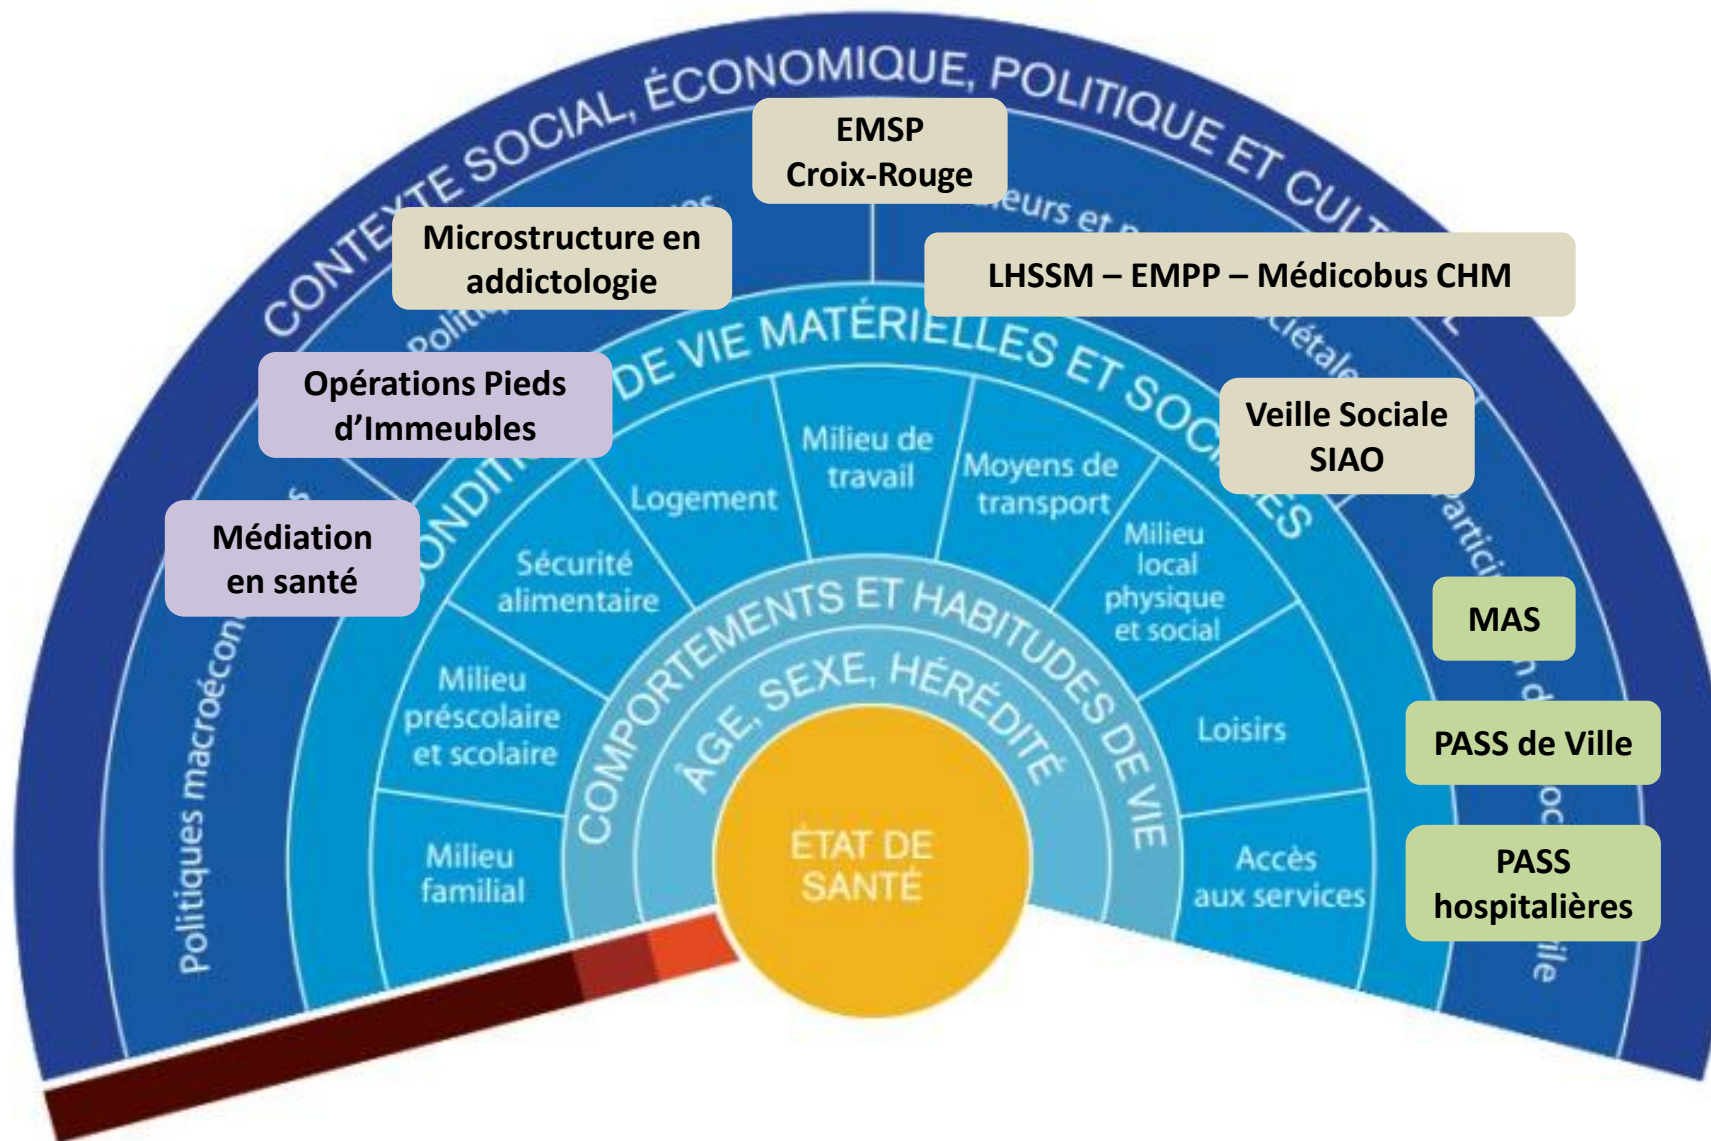 CONTEXTE SOCIAL, ÉCONOMIQUE, POLITIQUE ET
EMSP
Croix-Rouge
Microstructure en
addictologie
LHSSM – EMPP – Médicobus CHM
Opérations Pieds
d’Immeubles
Veille Sociale
SIAO
Médiation
en santé
MAS
PASS de Ville
PASS
hospitalières
et
Politiques
DE VIE MATÉRIELLES ET
Milieu
familial
Milieu
préscolaire
et scolaire
Sécurité
alimentaire
Logement
Milieu de
travail
Moyens de
transport
Milieu
local
physique
et social
Loisirs
Accès
aux services
COMPORTEMENTS ET HABITUDES DE VIE
ÂGE, SEXE, HÉRÉDITÉ
ÉTAT DE
SANTÉ